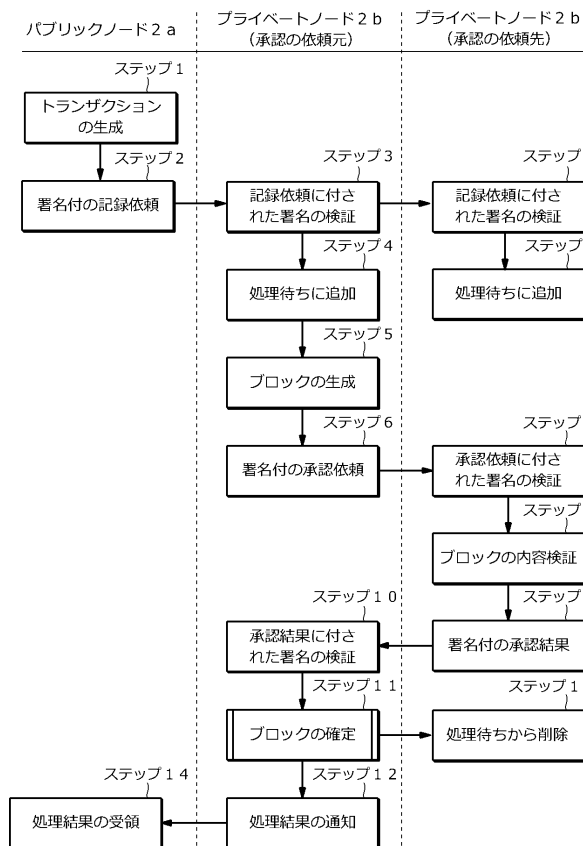 パブリックノード２ａ
プライベートノード２ｂ
（承認の依頼元）
プライベートノード２ｂ
（承認の依頼先）
ステップ１
トランザクション
の生成
ステップ２
署名付の記録依頼
ステップ３
記録依頼に付さ
れた署名の検証
ステップ
記録依頼に付さ
れた署名の検証
ステップ４
処理待ちに追加
ステップ
処理待ちに追加
ステップ５
ブロックの生成
ステップ６
署名付の承認依頼
ステップ
承認依頼に付さ
れた署名の検証
ステップ
ブロックの内容検証
ステップ
署名付の承認結果
ステップ１０
承認結果に付さ
れた署名の検証
ステップ１１
ブロックの確定
ステップ１
処理待ちから削除
ステップ１２
処理結果の通知
ステップ１４
処理結果の受領